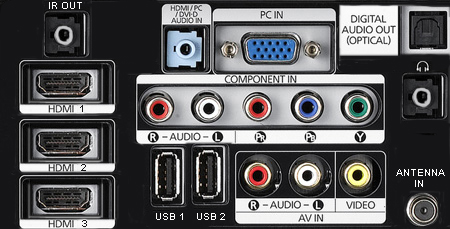 IR OUT
HDMI / PC
/ DVI-D
AUDIO IN
PC IN
DIGITAL
AUDIO OUT
(OPTICAL)
HDMI 1
COMPONENT IN
R - AUDIO - L
PR
PB
Y
HDMI 2
HDMI 3
USB 1
USB 2
R - AUDIO - L
VIDEO
AV IN
ANTENNA
IN